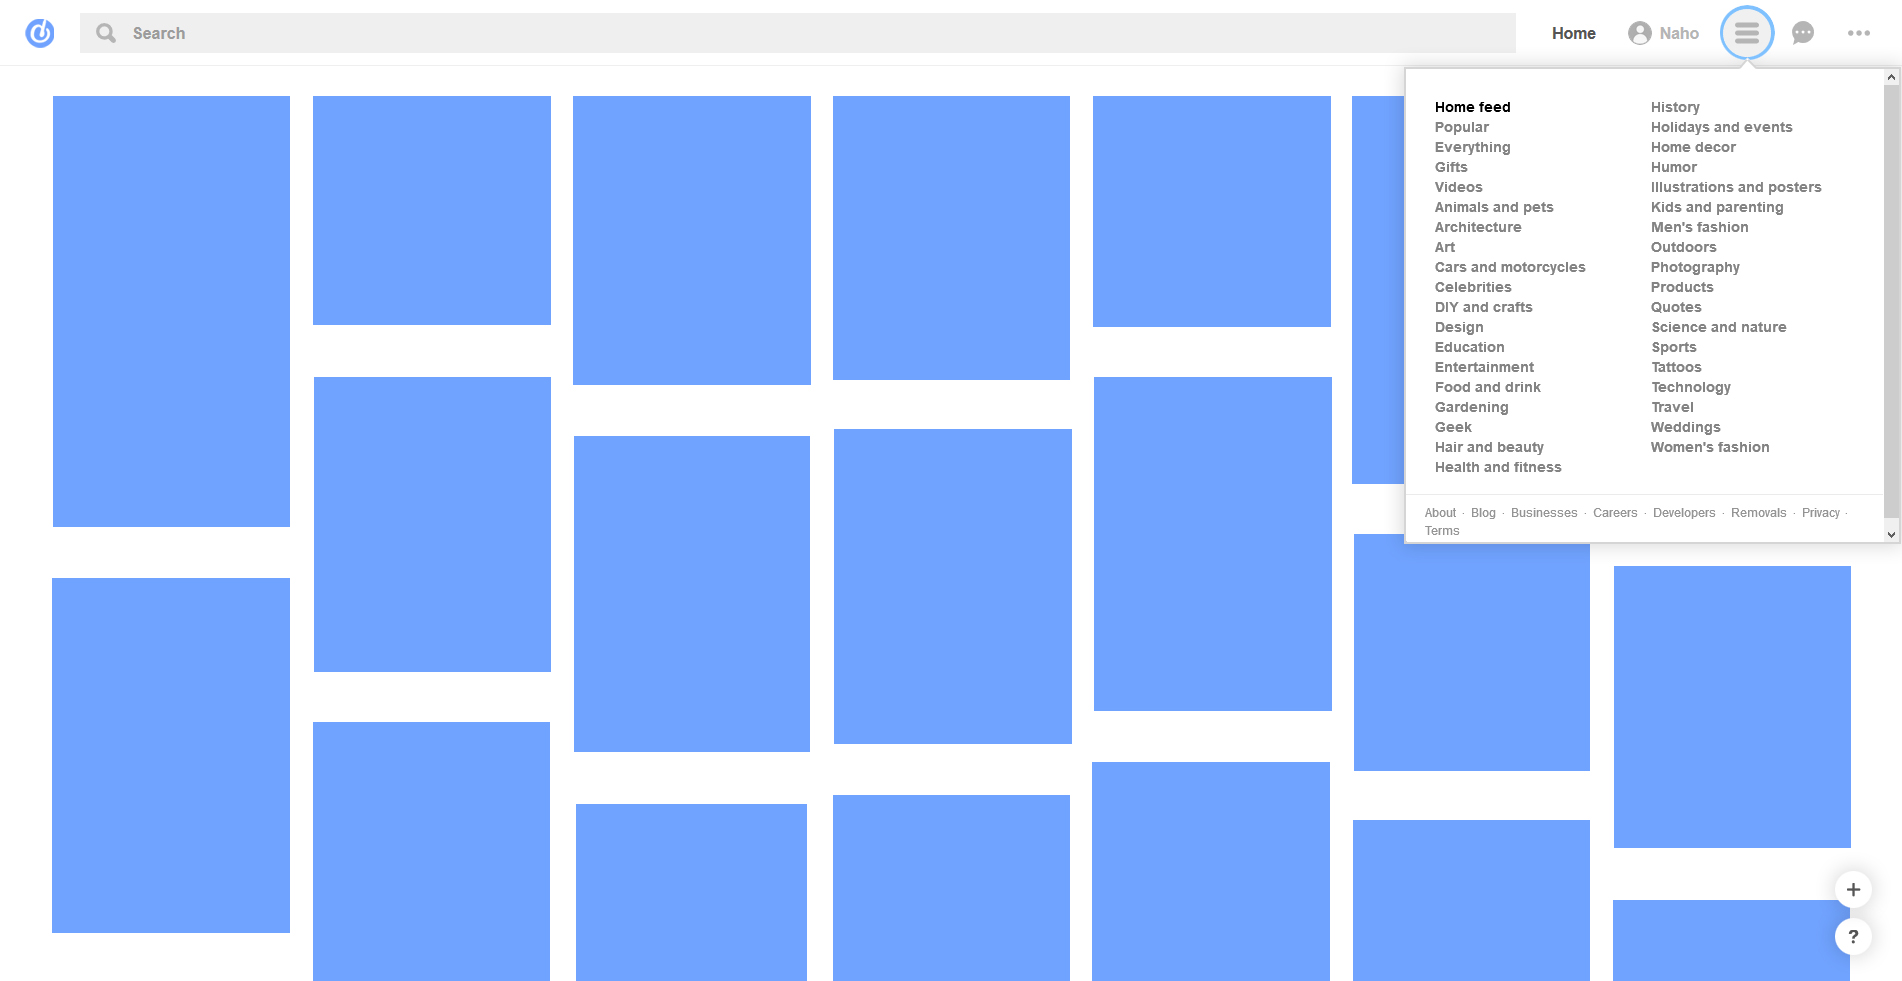 Search
Home
Naho
Home feed
Popular
Everything
Gifts
Videos
Animals and pets
Architecture
Art
Cars and motorcycles
Celebrities
DIY and crafts
Design
Education
Entertainment
Food and drink
Gardening
Geek
Hair and beauty
Health and fitness
History
Holidays and events
Home decor
Humor
Illustrations and posters
Kids and parenting
Men's fashion
Outdoors
Photography
Products
Quotes
Science and nature
Sports
Tattoos
Technology
Travel
Weddings
Women's fashion
About · Blog · Businesses · Careers · Developers · Removals · Privacy ·
Terms
+
?